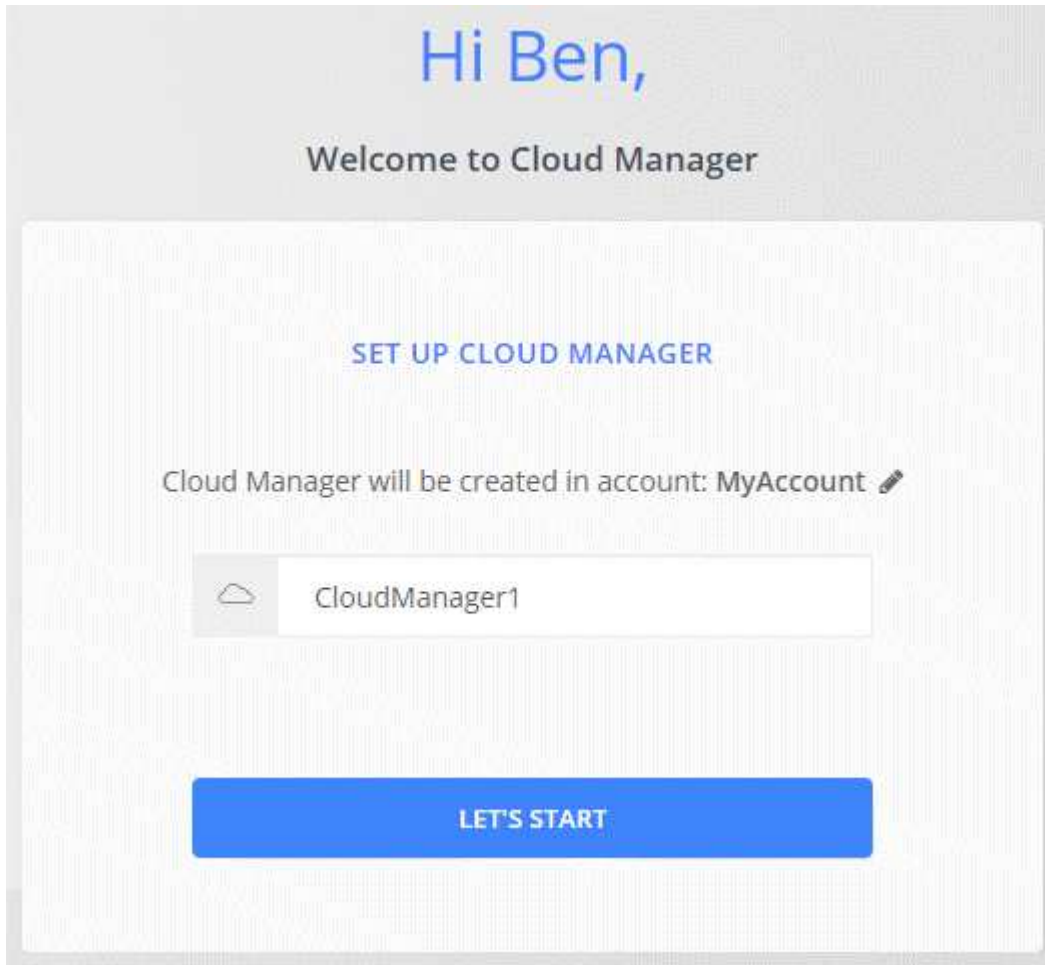 Hi Ben,
Welcome to Cloud Manager
SET UP CLOUD MANAGER
Cloud Manager will be created in account: MyAccount
CloudManager1
LET'S START